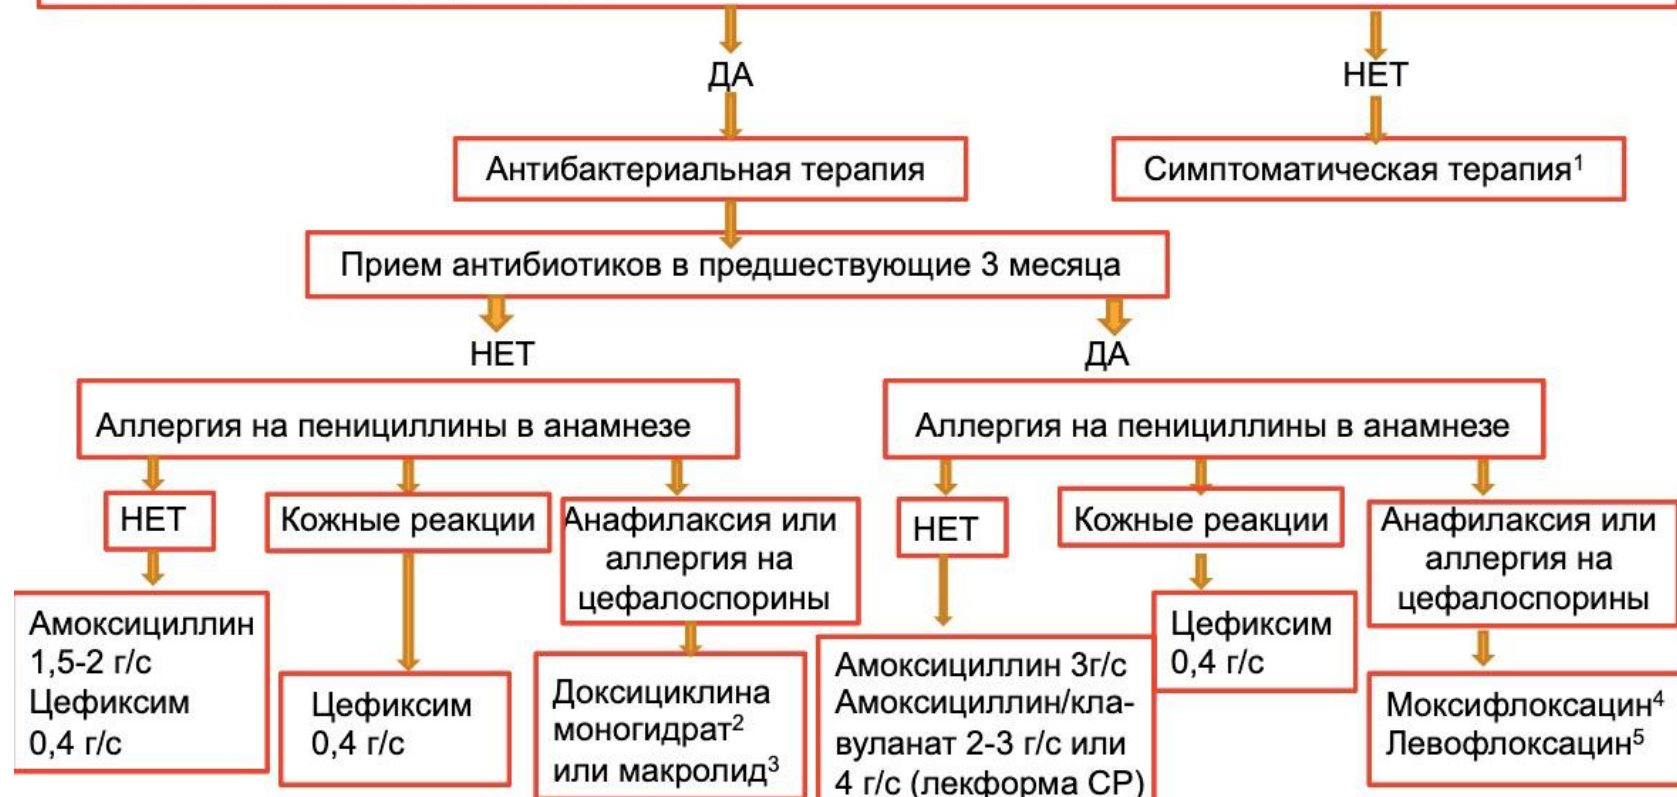 ДА
НЕТ
Антибактериальная терапия
Симптоматическая терапия¹
Прием антибиотиков в предшествующие 3 месяца
НЕТ
ДА
Аллергия на пенициллины в анамнезе
Аллергия на пенициллины в анамнезе
НЕТ
Кожные реакции
Анафилаксия или
аллергия на
цефалоспорины
НЕТ
Кожные реакции
Анафилаксия или
аллергия на
цефалоспорины
Амоксициллин
1,5-2 г/с
Цефиксим
0,4 г/с
Цефиксим
0,4 г/с
Доксициклина
моногидрат²
или макролид³
Амоксициллин 3г/с
Амоксициллин/кла-
вуланат 2-3 г/с или
4 г/с (лекформа СР)
Цефиксим
0,4 г/с
Моксифлоксацин⁴
Левофлоксацин⁵